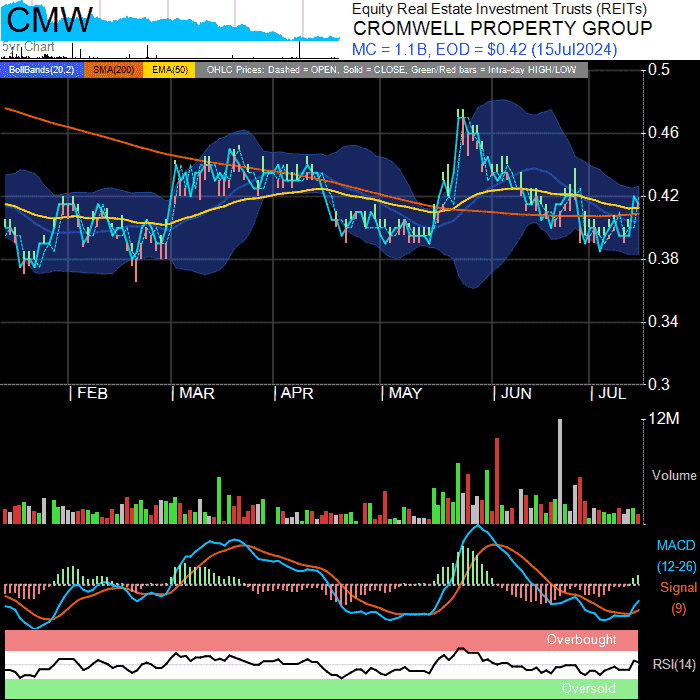 CMW
5yr Chart
Equity Real Estate Investment Trusts (REITs)
CROMWELL PROPERTY GROUP
MC = 1.1B, EOD = $0.42 (15Jul2024)
BollBands(20,2) SMA(200) EMA(50) OHLC Prices: Dashed = OPEN, Solid = CLOSE, Green/Red bars = Intra-day HIGH/LOW
0.5
0.46
0.42
0.38
0.34
0.3
| FEB | MAR | APR | MAY | JUN | JUL
12M
Volume
MACD
(12-26)
Signal
(9)
Overbought
RSI(14)
Oversold